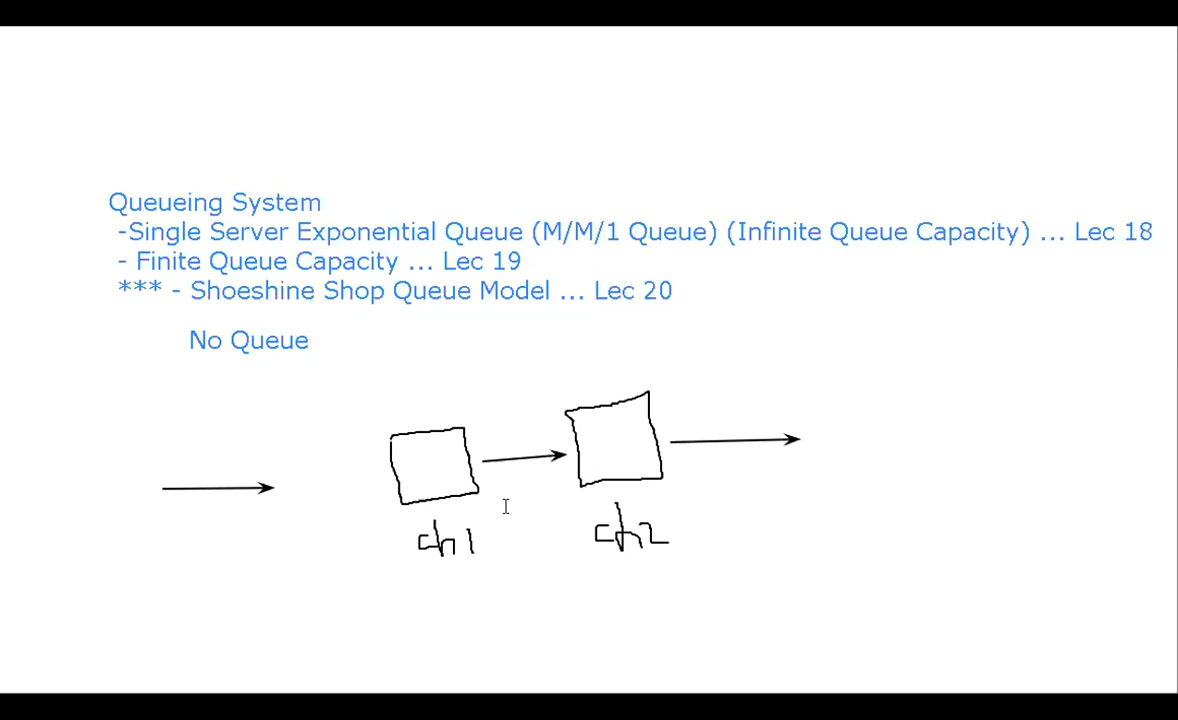 Queueing System
-Single Server Exponential Queue (M/M/1 Queue) (Infinite Queue Capacity) ... Lec 18
- Finite Queue Capacity ... Lec 19
*** - Shoeshine Shop Queue Model ... Lec 20
No Queue
ch1 ch2